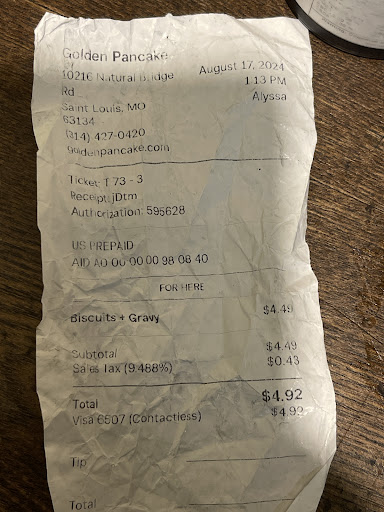 Golden Pancake
August 17, 2024
10216 Natural Bridge
1:13 PM
Rd
Alyssa
Saint Louis, MO
63134
(314) 427-0420
goldenpancake.com
Ticket: T 73 - 3
Receipt: jDtm
Authorization: 595628
US PREPAID
AID A0 00 00 00 98 08 40
FOR HERE
Biscuits + Gravy $4.49
Subtotal $4.49
Sales Tax (9.488%) $0.43
Total $4.92
Visa 6507 (Contactless) $4.92
Tip
Total